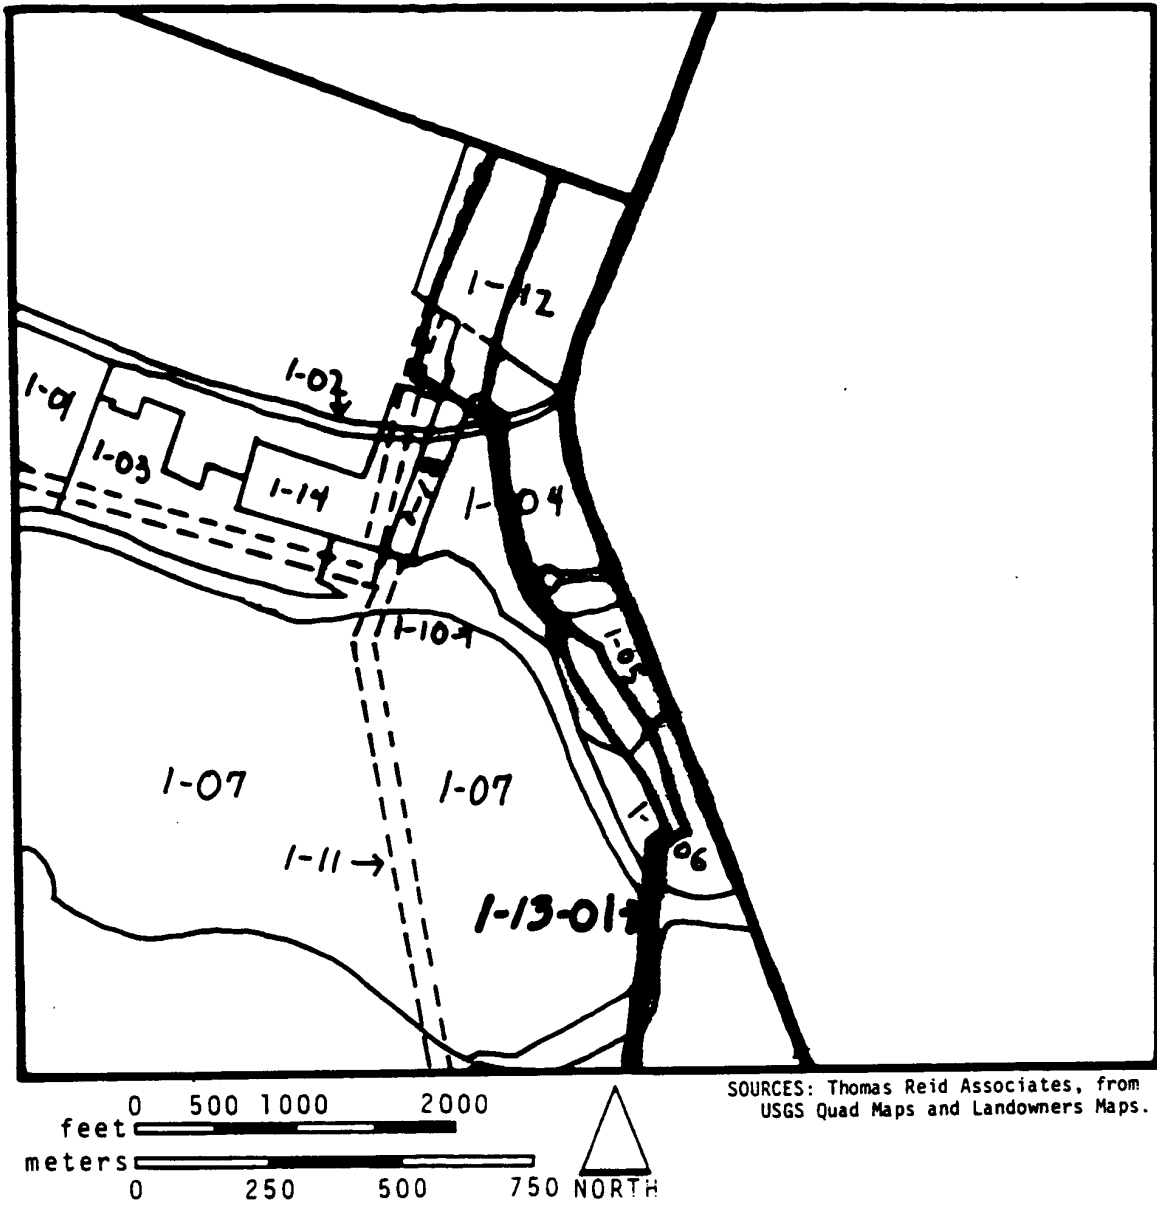 1-12
1-02
1-09
1-03
1-14
1-04
1-05
1-10
1-07
1-07
1-
06
1-11
1-13-01
SOURCES: Thomas Reid Associates, from
USGS Quad Maps and Landowners Maps.
0 500 1000 2000
feet
meters
0 250 500 750 NORTH